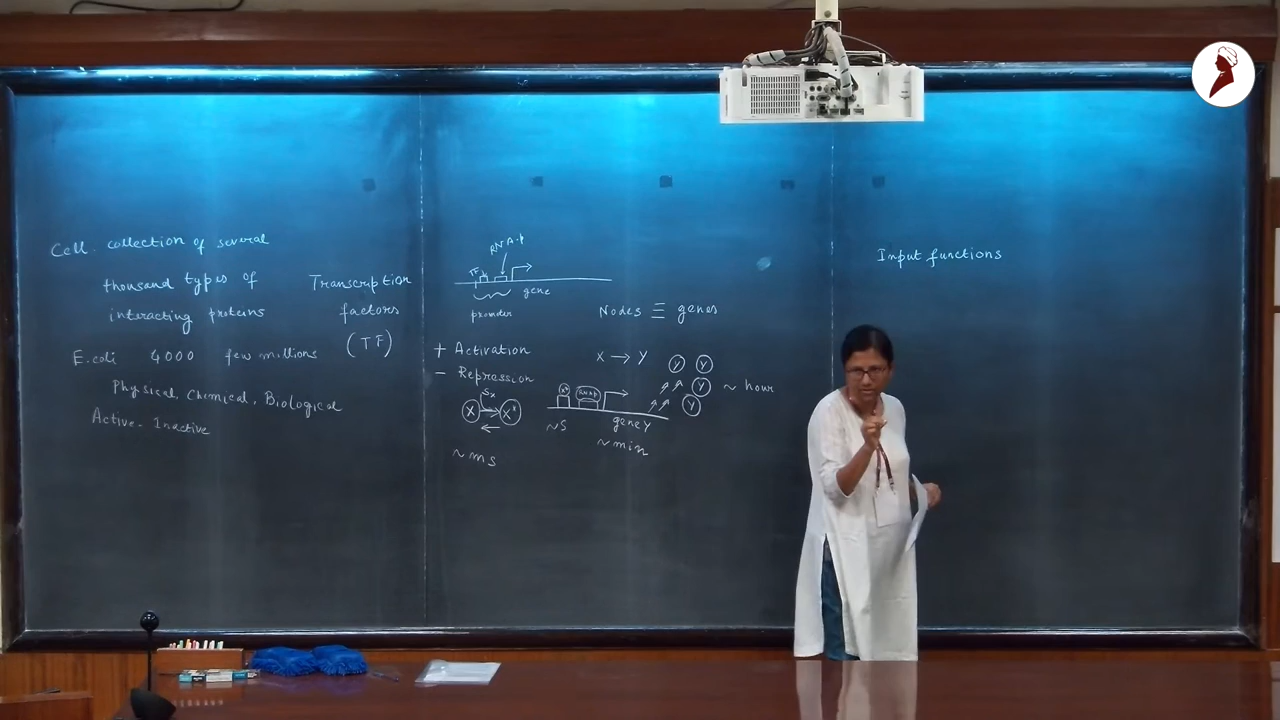 Cell - collection of several
thousand types of
interacting proteins
E.coli 4000 few millions
Physical, Chemical, Biological
Active - Inactive
Transcription
factors
(TF)
RNA-p
TF
gene
promoter
+ Activation
- Repression
Sx
X X*
~ms
Nodes ≡ genes
X → Y
X* RNAp
gene Y
~S
~min
Y Y
Y
Y
~ hour
Input functions